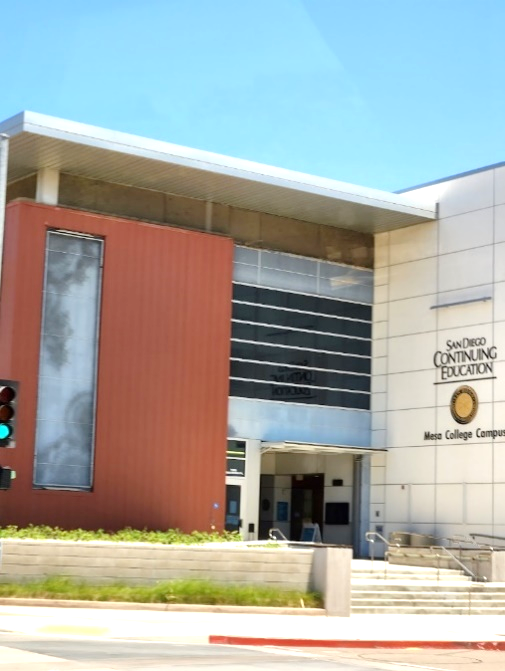 San Diego
Continuing
Education
Mesa College Campus